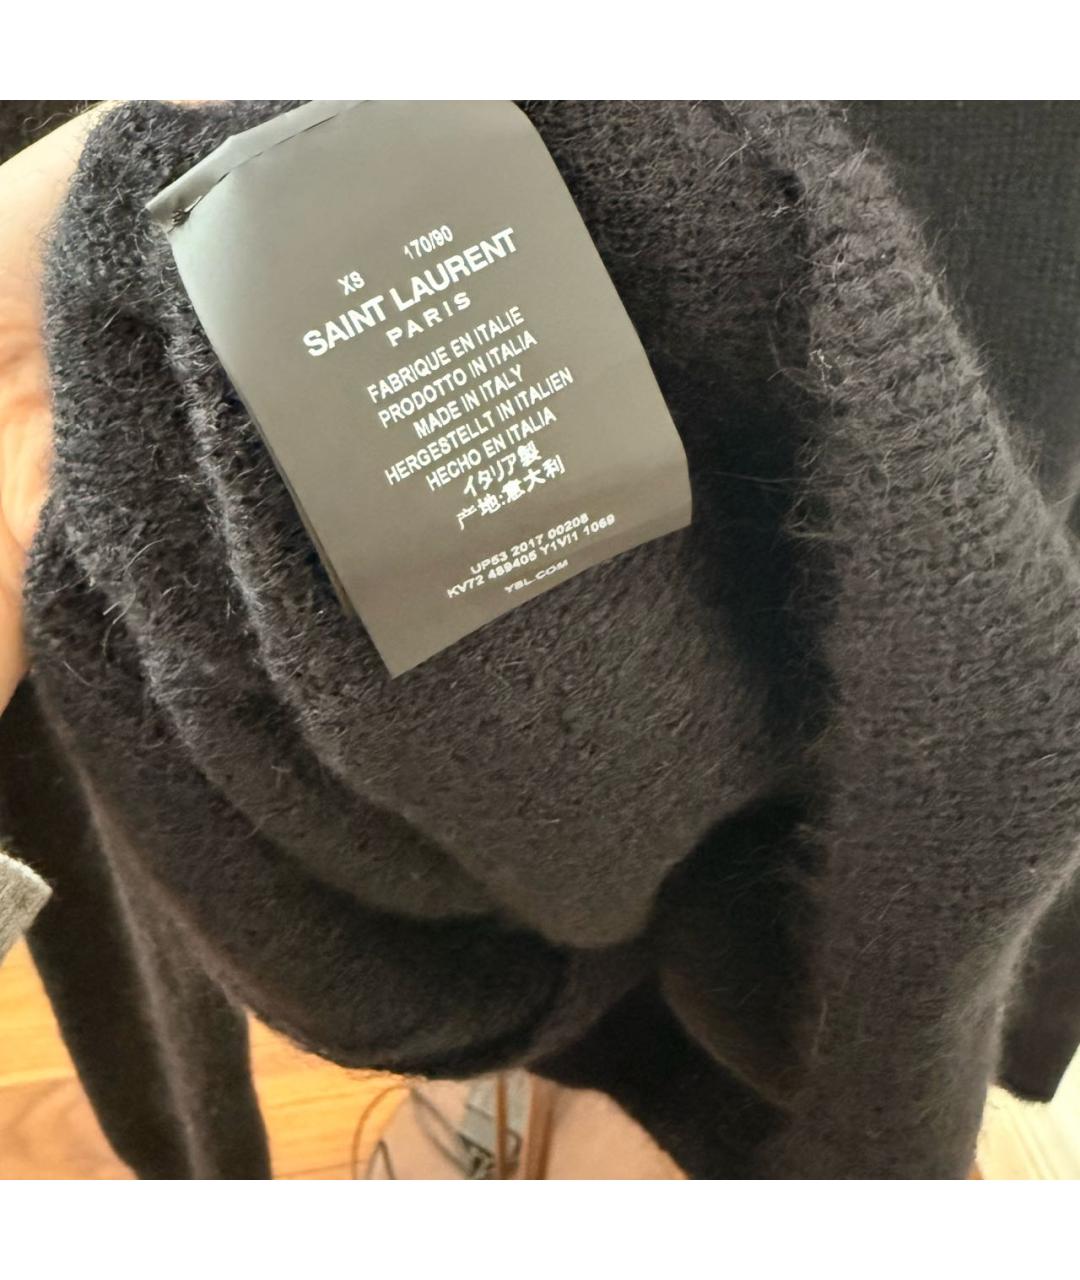 XS 170/90
SAINT LAURENT
PARIS
FABRIQUE EN ITALIE
PRODOTTO IN ITALIA
MADE IN ITALY
HERGESTELLT IN ITALIEN
HECHO EN ITALIA
イタリア製
产地:意大利
UP53 2017 00208
KV72 489405 Y1VI1 1069
YSL.COM